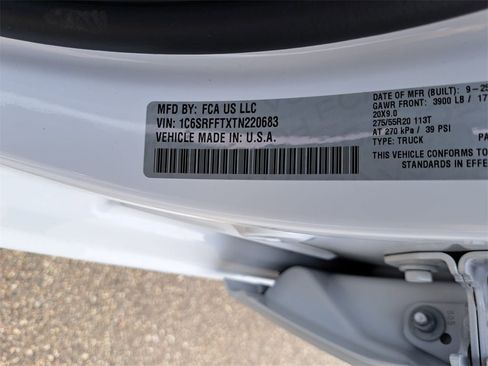 MFD BY: FCA US LLC
VIN: 1C6SRFFTXTN220683
VEHICLE MADE IN: U.S.A.
DATE OF MFR (BUILT): 9-25
GAWR FRONT: 3900 LB / 17
20X9.0
275/55R20 113T
AT 270 kPa / 39 PSI
TYPE: TRUCK
THIS VEHICLE CONFORMS TO
STANDARDS IN EFFE